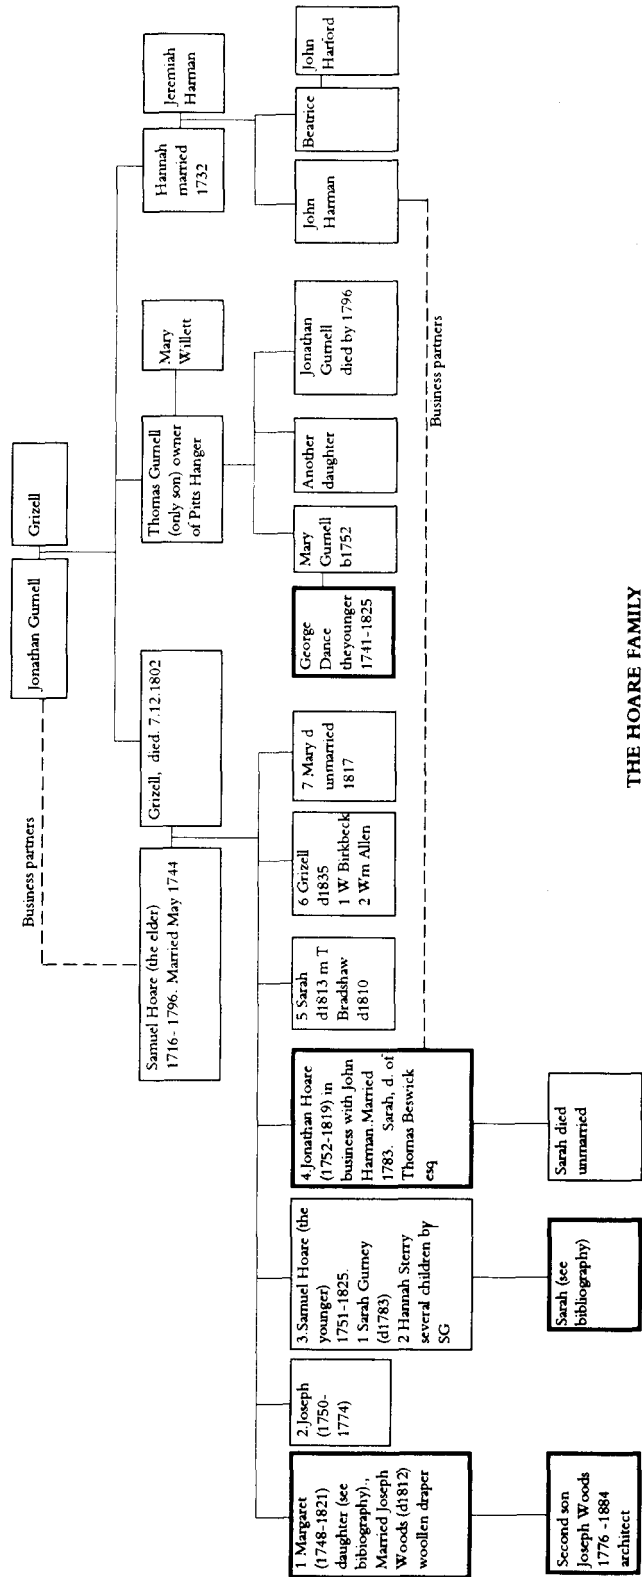 Jonathan Gurnell
Grizell
Business partners
Samuel Hoare (the elder)
1716- 1796. Married May 1744
Grizell, died. 7.12.1802
Thomas Gurnell
(only son) owner
of Pitts Hanger
Mary
Willett
Hannah
married
1732
Jeremiah
Harman
1 Margaret
(1748-1821)
daughter (see
bibiography).,
Married Joseph
Woods (d1812)
woollen draper
2.Joseph
(1750-
1774)
3.Samuel Hoare (the
younger)
1751-1825.
1 Sarah Gurney
(d1783)
2 Hannah Sterry
several children by
SG
4.Jonathan Hoare
(1752-1819) in
business with John
Harman..Married
1783. Sarah, d. of
Thomas Beswick
esq
5 Sarah
d1813 m T
Bradshaw
d1810
6 Grizell
d1835
1 W Birkbeck
2 Wm Allen
7 Mary d
unmarried
1817
George
Dance
theyounger
1741-1825
Mary
Gurnell
b1752
Another
daughter
Jonathan
Gurnell
died by 1796
John
Harman
Beatrice
John
Harford
Business partners
Second son
Joseph Woods
1776 -1884
architect
Sarah (see
bibliography)
Sarah died
unmarried
THE HOARE FAMILY